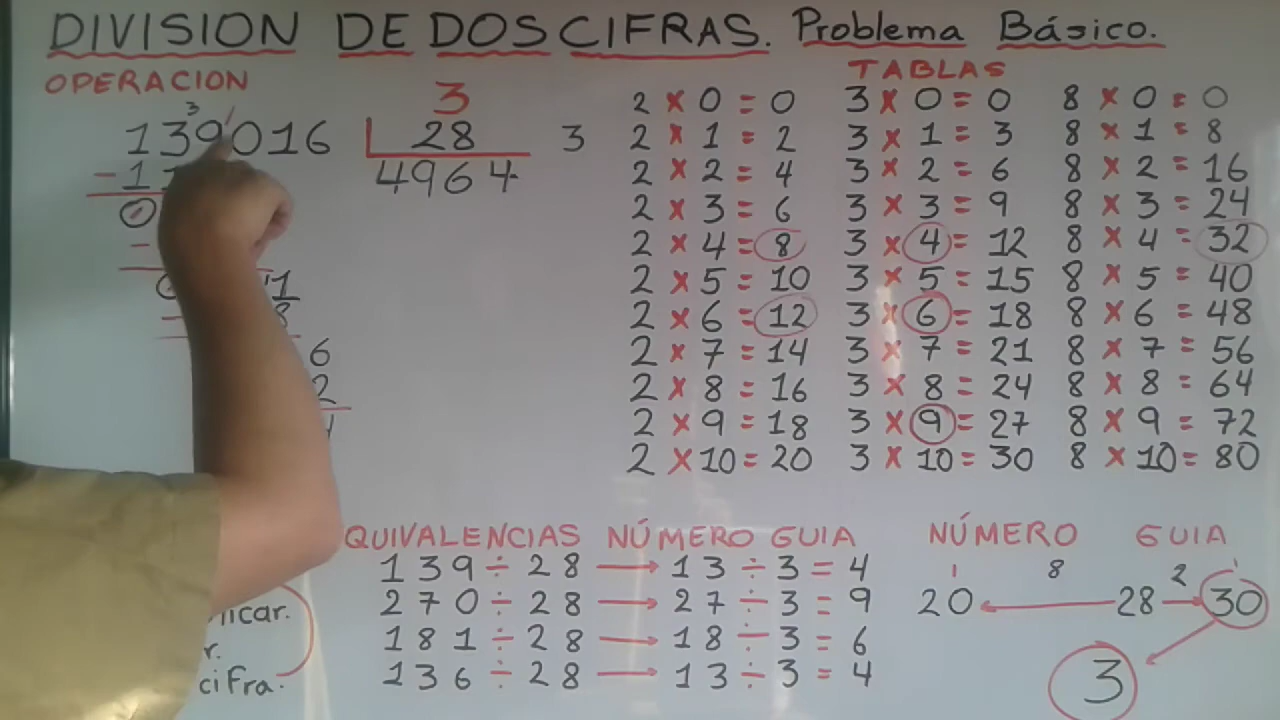 DIVISION DE DOS CIFRAS. Problema Básico.
OPERACION
3
3
139016 28 3
4964
- 1
0
-
1
- 8
- 6
2
TABLAS
2 × 0 = 0 3 × 0 = 0 8 × 0 = 0
2 × 1 = 2 3 × 1 = 3 8 × 1 = 8
2 × 2 = 4 3 × 2 = 6 8 × 2 = 16
2 × 3 = 6 3 × 3 = 9 8 × 3 = 24
2 × 4 = 8 3 × 4 = 12 8 × 4 = 32
2 × 5 = 10 3 × 5 = 15 8 × 5 = 40
2 × 6 = 12 3 × 6 = 18 8 × 6 = 48
2 × 7 = 14 3 × 7 = 21 8 × 7 = 56
2 × 8 = 16 3 × 8 = 24 8 × 8 = 64
2 × 9 = 18 3 × 9 = 27 8 × 9 = 72
2 × 10 = 20 3 × 10 = 30 8 × 10 = 80
QUIVALENCIAS NÚMERO GUIA
139 ÷ 28 → 13 ÷ 3 = 4
270 ÷ 28 → 27 ÷ 3 = 9
181 ÷ 28 → 18 ÷ 3 = 6
136 ÷ 28 → 13 ÷ 3 = 4
NÚMERO GUIA
8 2
20 ← 28 → 30
3
icar.
r.
cifra.